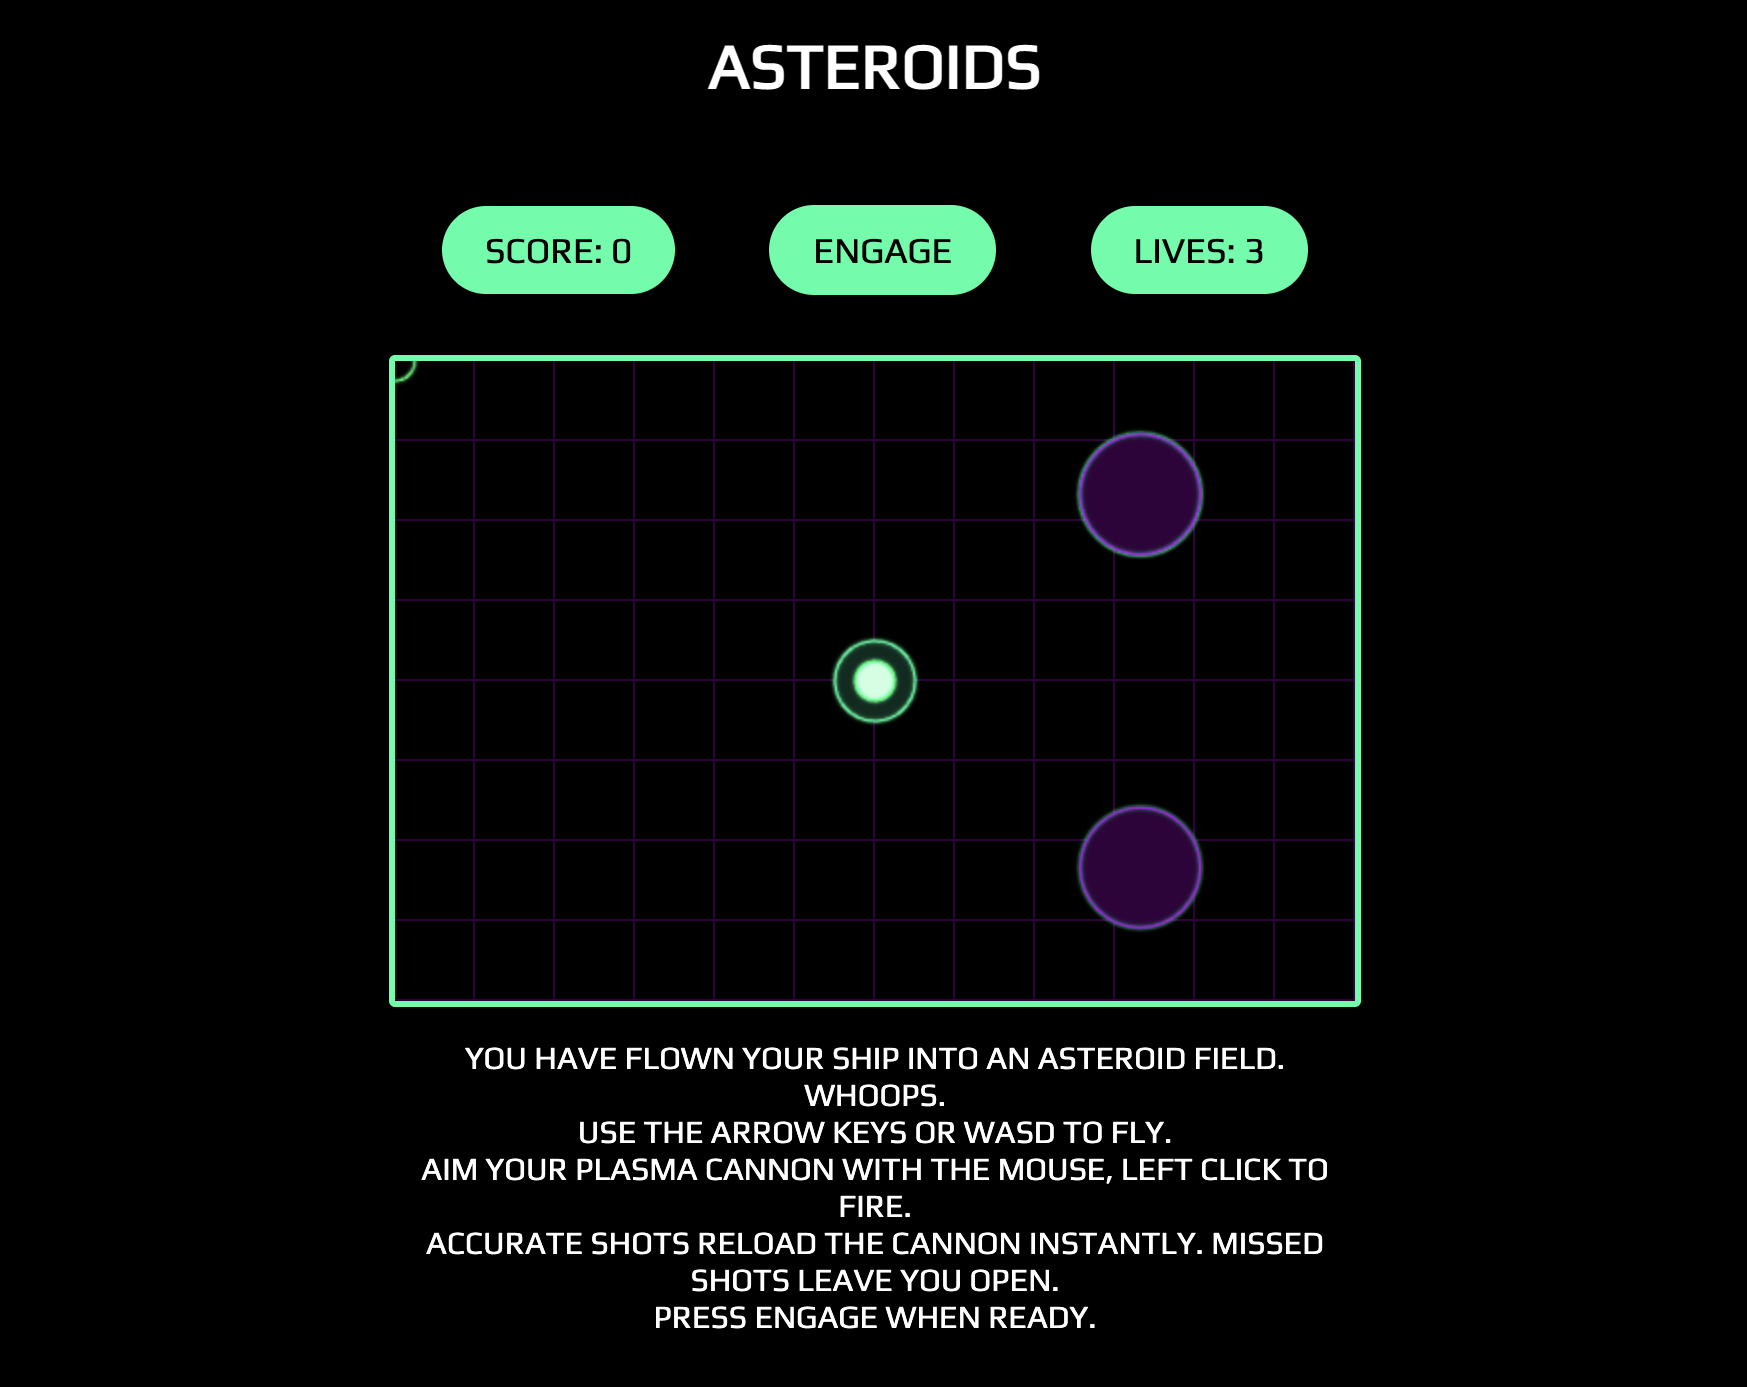 ASTEROIDS
SCORE: 0
ENGAGE
LIVES: 3
YOU HAVE FLOWN YOUR SHIP INTO AN ASTEROID FIELD.
WHOOPS.
USE THE ARROW KEYS OR WASD TO FLY.
AIM YOUR PLASMA CANNON WITH THE MOUSE, LEFT CLICK TO
FIRE.
ACCURATE SHOTS RELOAD THE CANNON INSTANTLY. MISSED
SHOTS LEAVE YOU OPEN.
PRESS ENGAGE WHEN READY.